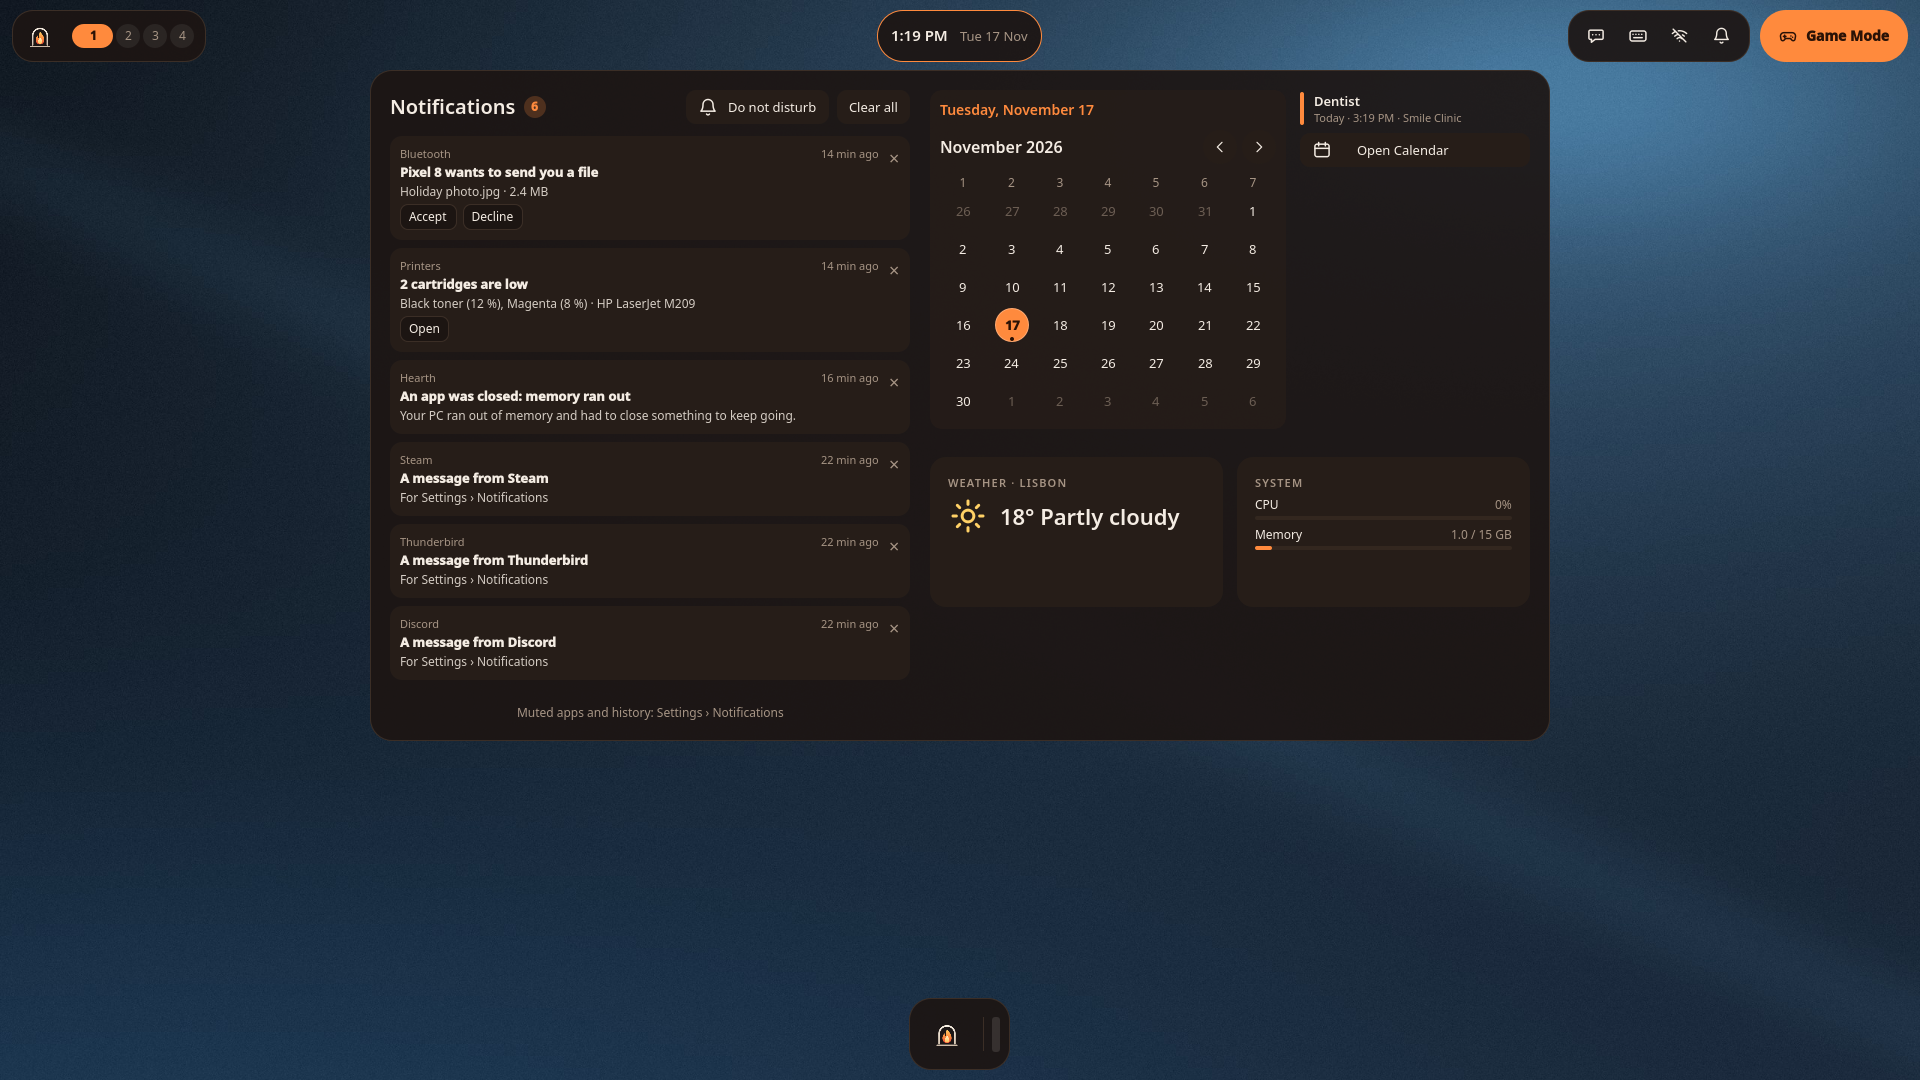 1 2 3 4
1:19 PM Tue 17 Nov
Game Mode
Notifications 6
Do not disturb
Clear all
Bluetooth 14 min ago
Pixel 8 wants to send you a file
Holiday photo.jpg · 2.4 MB
Accept Decline
Printers 14 min ago
2 cartridges are low
Black toner (12 %), Magenta (8 %) · HP LaserJet M209
Open
Hearth 16 min ago
An app was closed: memory ran out
Your PC ran out of memory and had to close something to keep going.
Steam 22 min ago
A message from Steam
For Settings › Notifications
Thunderbird 22 min ago
A message from Thunderbird
For Settings › Notifications
Discord 22 min ago
A message from Discord
For Settings › Notifications
Muted apps and history: Settings › Notifications
Tuesday, November 17
November 2026
1 2 3 4 5 6 7
26 27 28 29 30 31 1
2 3 4 5 6 7 8
9 10 11 12 13 14 15
16 17 18 19 20 21 22
23 24 25 26 27 28 29
30 1 2 3 4 5 6
Dentist
Today · 3:19 PM · Smile Clinic
Open Calendar
WEATHER · LISBON
18° Partly cloudy
SYSTEM
CPU 0%
Memory 1.0 / 15 GB